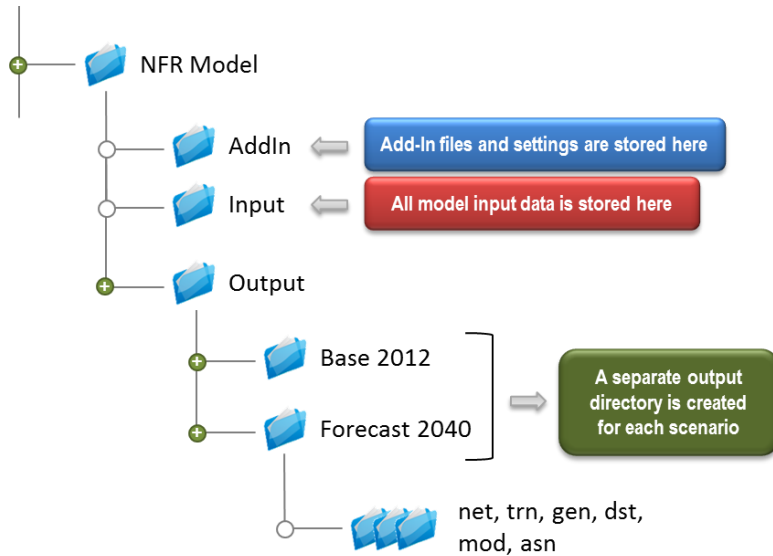 NFR Model
AddIn
Add-In files and settings are stored here
Input
All model input data is stored here
Output
Base 2012
Forecast 2040
A separate output
directory is created
for each scenario
net, trn, gen, dst,
mod, asn